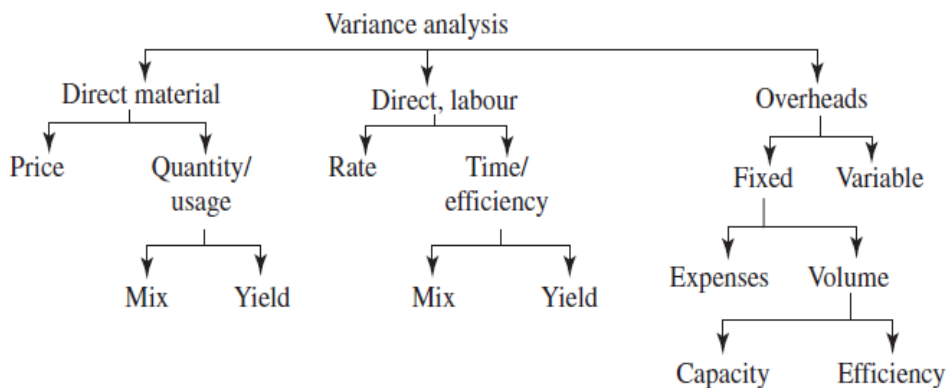 Variance analysis
Direct material
Direct, labour
Overheads
Price
Quantity/
usage
Rate
Time/
efficiency
Fixed
Variable
Mix
Yield
Mix
Yield
Expenses
Volume
Capacity
Efficiency